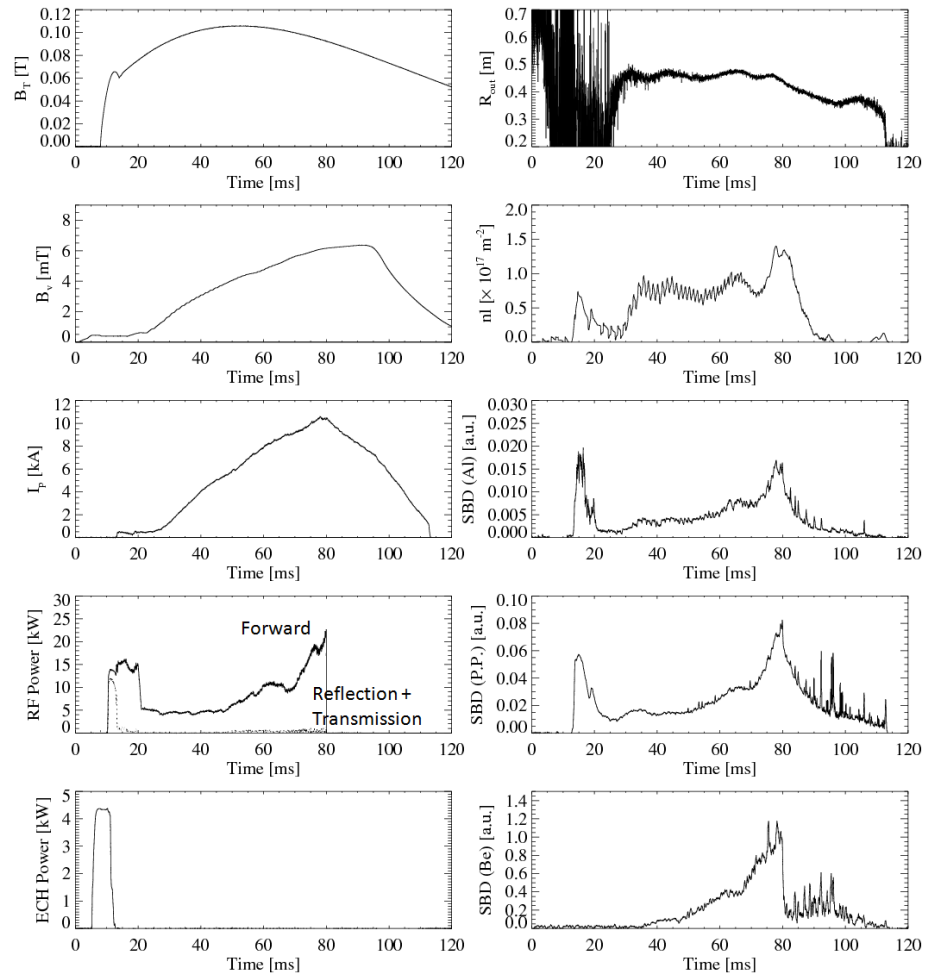 0.12
0.10
0.08
0.06
0.04
0.02
0.00
B_T [T]
0 20 40 60 80 100 120
Time [ms]
0.7
0.6
0.5
0.4
0.3
0.2
R_out [m]
0 20 40 60 80 100 120
Time [ms]
8
6
4
2
0
B_v [mT]
0 20 40 60 80 100 120
Time [ms]
2.0
1.5
1.0
0.5
0.0
nl [× 10^17 m^-2]
0 20 40 60 80 100 120
Time [ms]
12
10
8
6
4
2
0
I_p [kA]
0 20 40 60 80 100 120
Time [ms]
0.030
0.025
0.020
0.015
0.010
0.005
0.000
SBD (Al) [a.u.]
0 20 40 60 80 100 120
Time [ms]
30
25
20
15
10
5
0
RF Power [kW]
Forward
Reflection +
Transmission
0 20 40 60 80 100 120
Time [ms]
0.10
0.08
0.06
0.04
0.02
0.00
SBD (P.P.) [a.u.]
0 20 40 60 80 100 120
Time [ms]
5
4
3
2
1
0
ECH Power [kW]
0 20 40 60 80 100 120
Time [ms]
1.4
1.2
1.0
0.8
0.6
0.4
0.2
0.0
SBD (Be) [a.u.]
0 20 40 60 80 100 120
Time [ms]